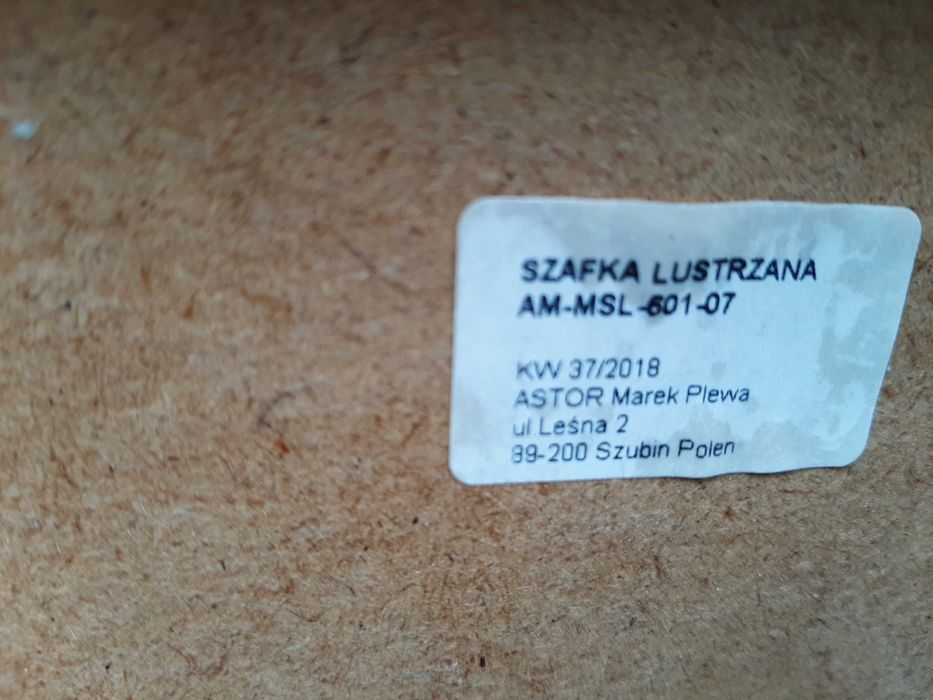 SZAFKA LUSTRZANA
AM-MSL-601-07
KW 37/2018
ASTOR Marek Plewa
ul.Leśna 2
89-200 Szubin Polen